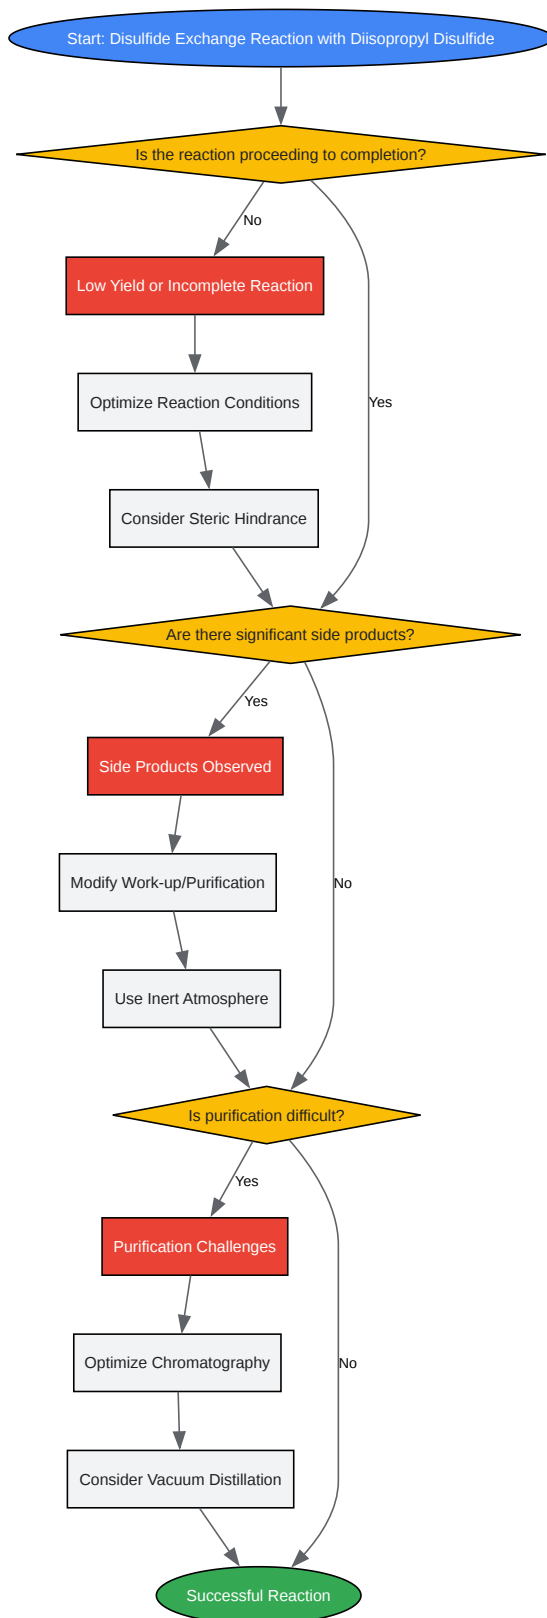 Start: Disulfide Exchange Reaction with Diisopropyl Disulfide
Is the reaction proceeding to completion?
No
Low Yield or Incomplete Reaction
Optimize Reaction Conditions
Yes
Consider Steric Hindrance
Are there significant side products?
Yes
Side Products Observed
Modify Work-up/Purification
No
Use Inert Atmosphere
Is purification difficult?
Yes
Purification Challenges
Optimize Chromatography
No
Consider Vacuum Distillation
Successful Reaction